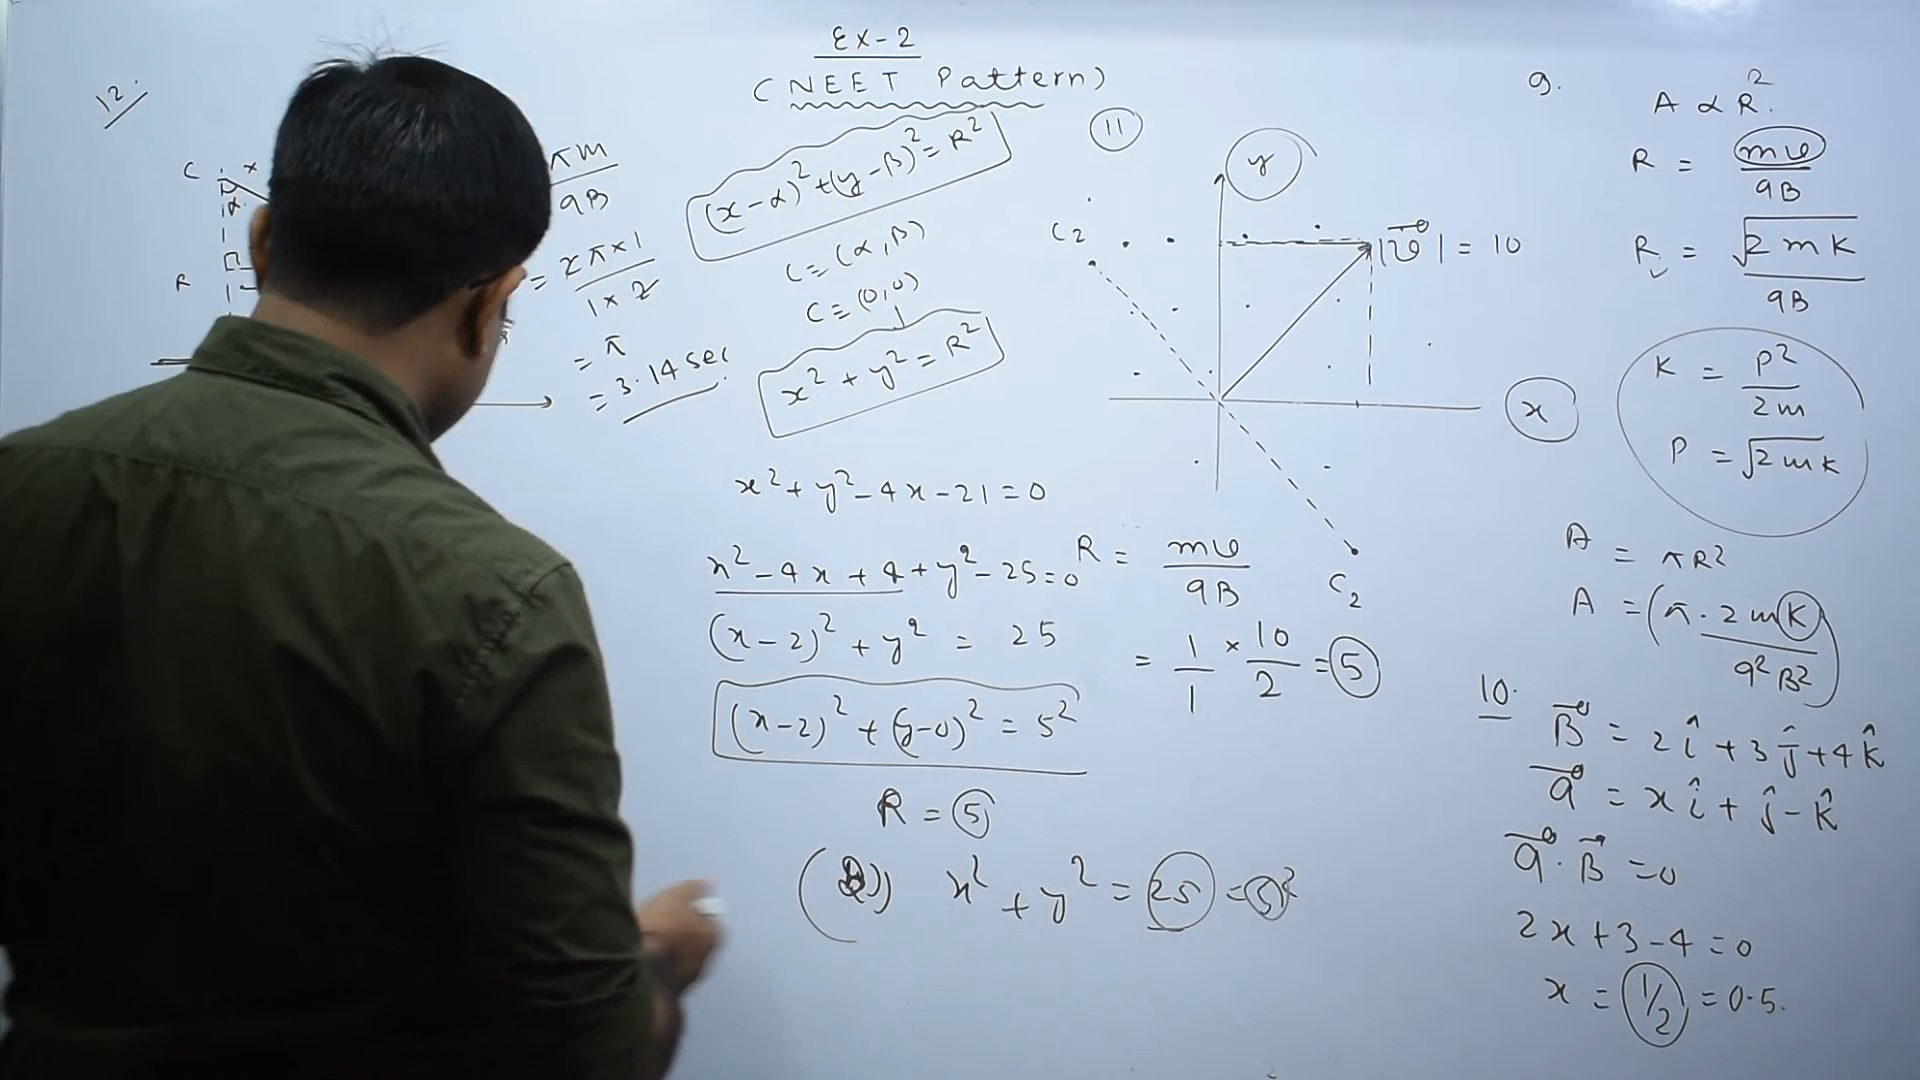 Ex-2
(NEET Pattern)
12.
C
x
α
R
πm
qB
= 2π×1
1×2
= π
= 3.14 sec
(x-α)²+(y-β)²=R²
C=(α,β)
C=(0,0)
x²+y²=R²
x²+y²-4x-21=0
x²-4x+4+y²-25=0
(x-2)²+y² = 25
(x-2)²+(y-0)² = 5²
R = 5
x²+y² = 25 = 5²
11
y
C2
|v⃗| = 10
x
C2
R = mv
qB
= 1/1 × 10/2 = 5
9.
A α R².
R = mv
qB
R = √2mK
qB
K = P²
2m
P = √2mK
A = πR²
A = (π.2mK
q²B²)
10.
B⃗ = 2î+3ĵ+4k̂
a⃗ = xî+ĵ-k̂
a⃗.B⃗ =0
2x+3-4=0
x = 1/2 = 0.5.